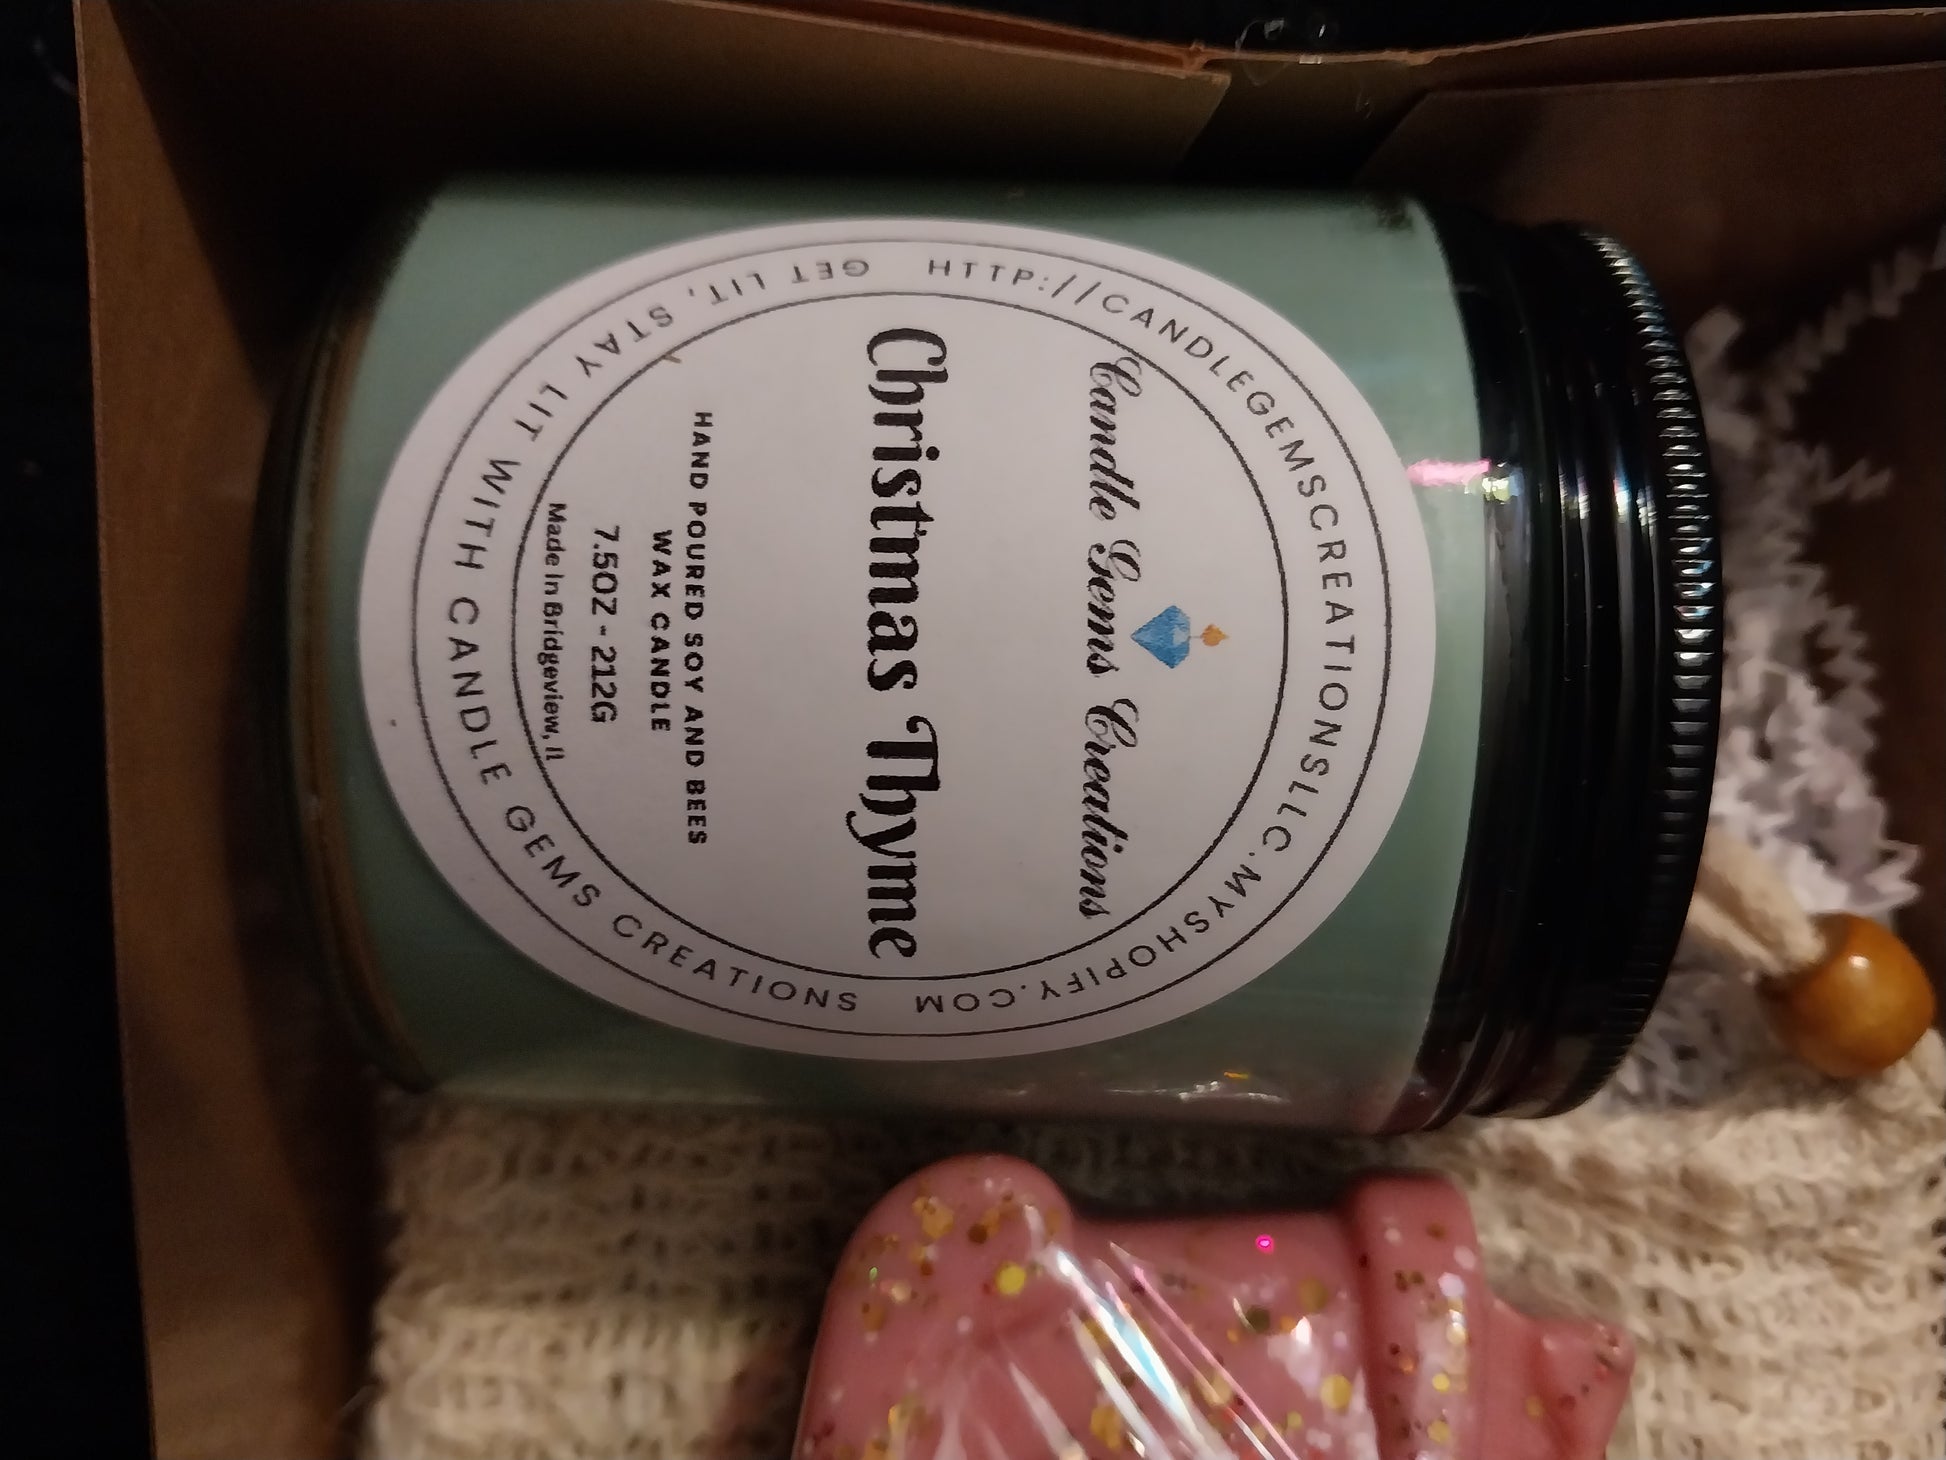 HTTP://CANDLEGEMSCREATIONSLLC.MYSHOPIFY.COM
Candle Gems Creations
Christmas Thyme
HAND POURED SOY AND BEES
WAX CANDLE
7.5OZ - 212G
Made In Bridgeview, Il
GET LIT, STAY LIT WITH CANDLE GEMS CREATIONS